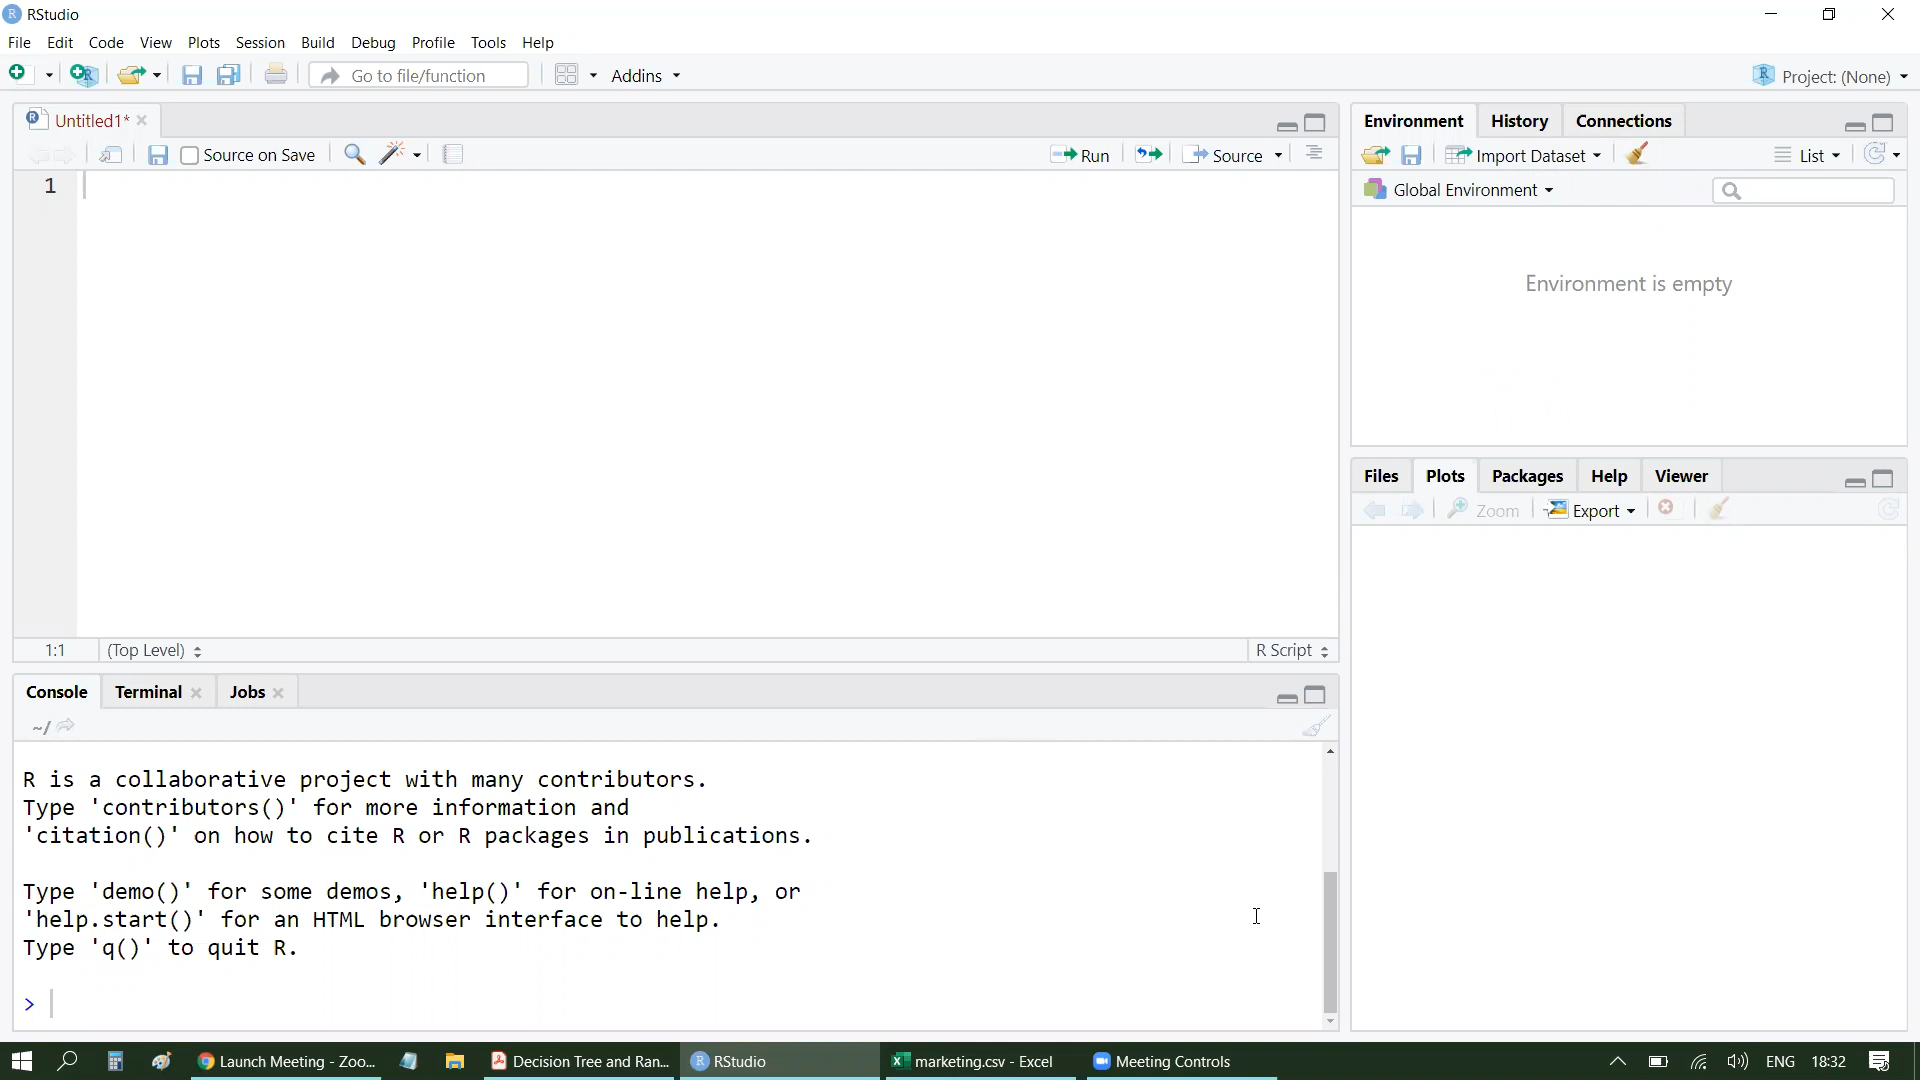 RStudio
File Edit Code View Plots Session Build Debug Profile Tools Help
Go to file/function Addins Project: (None)
Untitled1*
Source on Save Run Source
1
1:1 (Top Level) R Script
Console Terminal Jobs
~/
R is a collaborative project with many contributors.
Type 'contributors()' for more information and
'citation()' on how to cite R or R packages in publications.
Type 'demo()' for some demos, 'help()' for on-line help, or
'help.start()' for an HTML browser interface to help.
Type 'q()' to quit R.
>
Environment History Connections
Import Dataset List
Global Environment
Environment is empty
Files Plots Packages Help Viewer
Zoom Export
Launch Meeting - Zoo... Decision Tree and Ran... RStudio marketing.csv - Excel Meeting Controls ENG 18:32